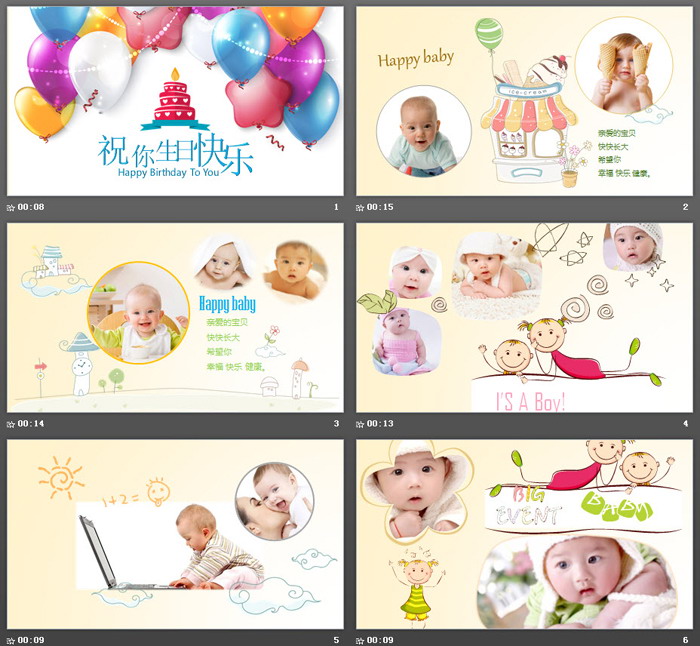 祝你生日快乐
Happy Birthday To You
00:08
1
Happy baby
ICE-CREAM
亲爱的宝贝
快快长大
希望你
幸福 快乐 健康。
00:15
2
Happy baby
亲爱的宝贝
快快长大
希望你
幸福 快乐 健康。
00:14
3
I'S A Boy!
00:13
4
1+2=
00:09
5
BIG
EVENT
BABY
00:09
6